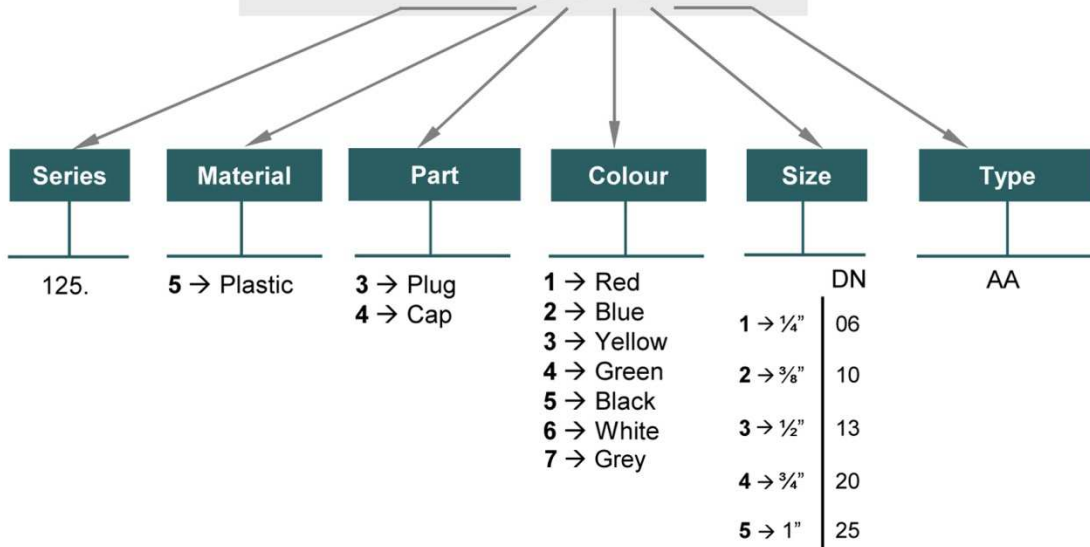 Series Material Part Colour Size Type
125.
5 → Plastic
3 → Plug
4 → Cap
1 → Red
2 → Blue
3 → Yellow
4 → Green
5 → Black
6 → White
7 → Grey
DN
1 → ¼” 06
2 → ⅜” 10
3 → ½” 13
4 → ¾” 20
5 → 1” 25
AA